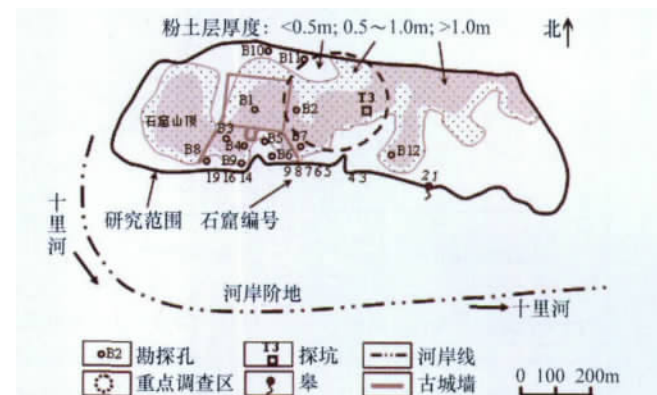 粉土层厚度: <0.5m; 0.5～1.0m; >1.0m
北
B10
B11
B1
B2
T3
石窟山顶
B3
B4
B5
B7
B12
B8
B9
B6
19 16 14
9 8 7 6 5
4 3
21
研究范围
石窟编号
十里河
河岸阶地
十里河
B2 勘探孔
T3 探坑
河岸线
重点调查区
皋
古城墙
0 100 200m